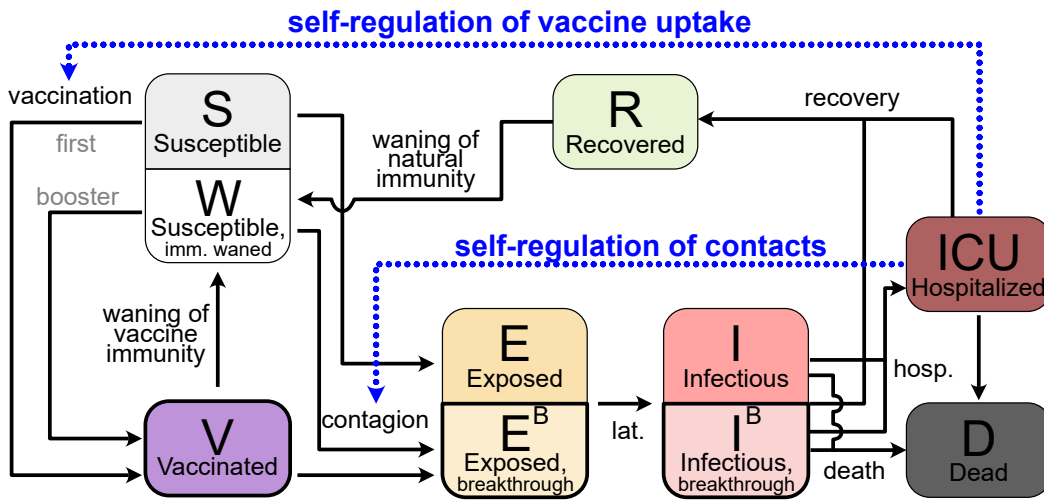 self-regulation of vaccine uptake
vaccination
first
booster
S
Susceptible
W
Susceptible,
imm. waned
waning of
natural
immunity
R
Recovered
recovery
self-regulation of contacts
ICU
Hospitalized
waning of
vaccine
immunity
E
Exposed
I
Infectious
hosp.
V
Vaccinated
contagion
E^B
Exposed,
breakthrough
lat.
I^B
Infectious,
breakthrough
death
D
Dead